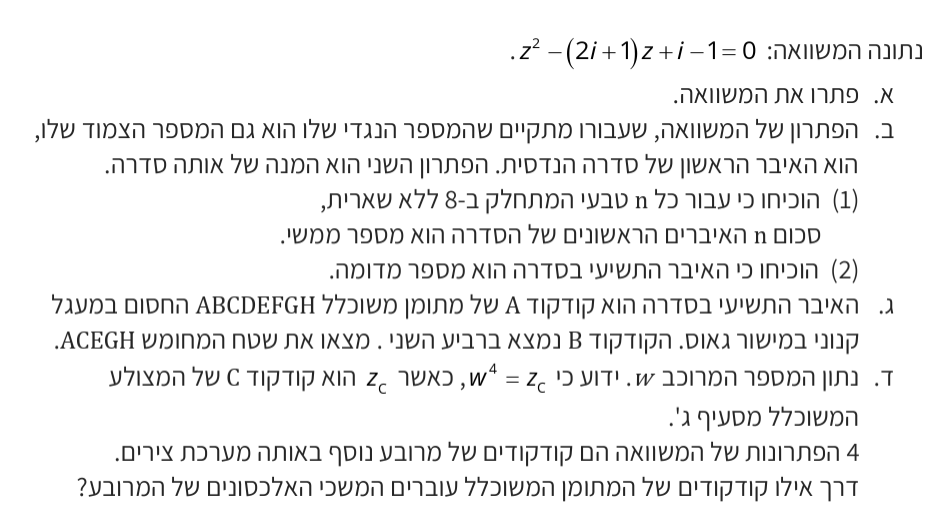 נתונה המשוואה: z² − (2i + 1)z + i − 1 = 0.
א. פתרו את המשוואה.
ב. הפתרון של המשוואה, שעבורו מתקיים שהמספר הנגדי שלו הוא גם המספר הצמוד שלו,
הוא האיבר הראשון של סדרה הנדסית. הפתרון השני הוא המנה של אותה סדרה.
(1) הוכיחו כי עבור כל n טבעי המתחלק ב-8 ללא שארית,
סכום n האיברים הראשונים של הסדרה הוא מספר ממשי.
(2) הוכיחו כי האיבר התשיעי בסדרה הוא מספר מדומה.
ג. האיבר התשיעי בסדרה הוא קודקוד A של מתומן משוכלל ABCDEFGH החסום במעגל
קנוני במישור גאוס. הקודקוד B נמצא ברביע השני . מצאו את שטח המחומש ACEGH.
ד. נתון המספר המרוכב w. ידוע כי w⁴ = z_C, כאשר z_C הוא קודקוד C של המצולע
המשוכלל מסעיף ג'.
4 הפתרונות של המשוואה הם קודקודים של מרובע נוסף באותה מערכת צירים.
דרך אילו קודקודים של המתומן המשוכלל עוברים המשכי האלכסונים של המרובע?